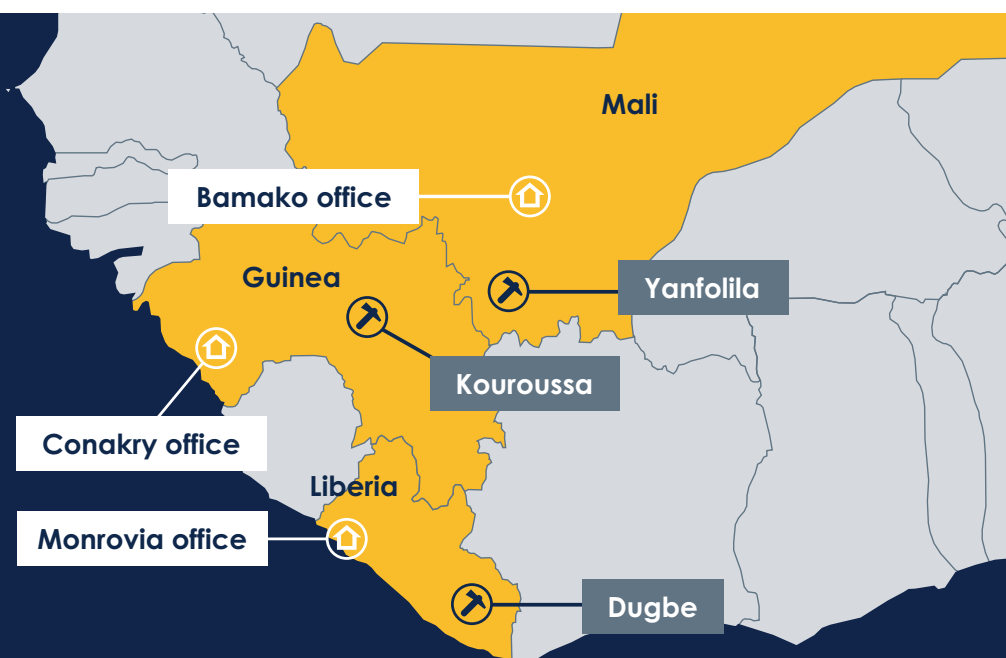 Mali
Bamako office
Guinea
Yanfolila
Kouroussa
Conakry office
Liberia
Monrovia office
Dugbe